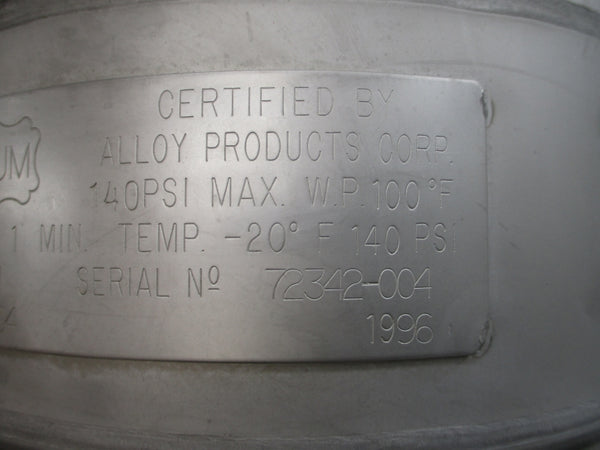 CERTIFIED BY
UM
ALLOY PRODUCTS CORP.
140PSI MAX. W.P. 100°F
1 MIN. TEMP. -20° F 140 PSI
SERIAL Nº 72342-004
1996